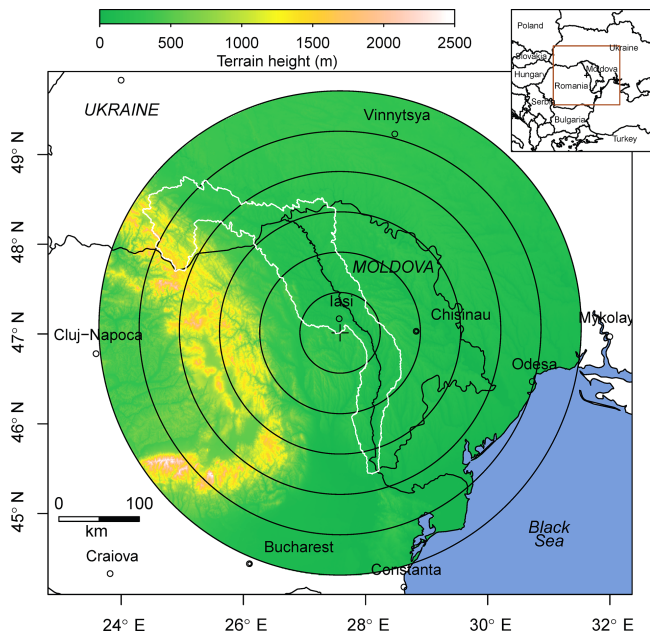 0 500 1000 1500 2000 2500
Terrain height (m)
Poland
Ukraine
Slovakia
Moldova
Hungary
Romania
Serbia
Bulgaria
Turkey
UKRAINE
Vinnytsya
49° N
48° N
MOLDOVA
Iasi
Chisinau
Mykolay
47° N
Cluj−Napoca
Odesa
46° N
45° N
0 100
km
Black
Sea
Bucharest
Craiova
Constanta
24° E 26° E 28° E 30° E 32° E